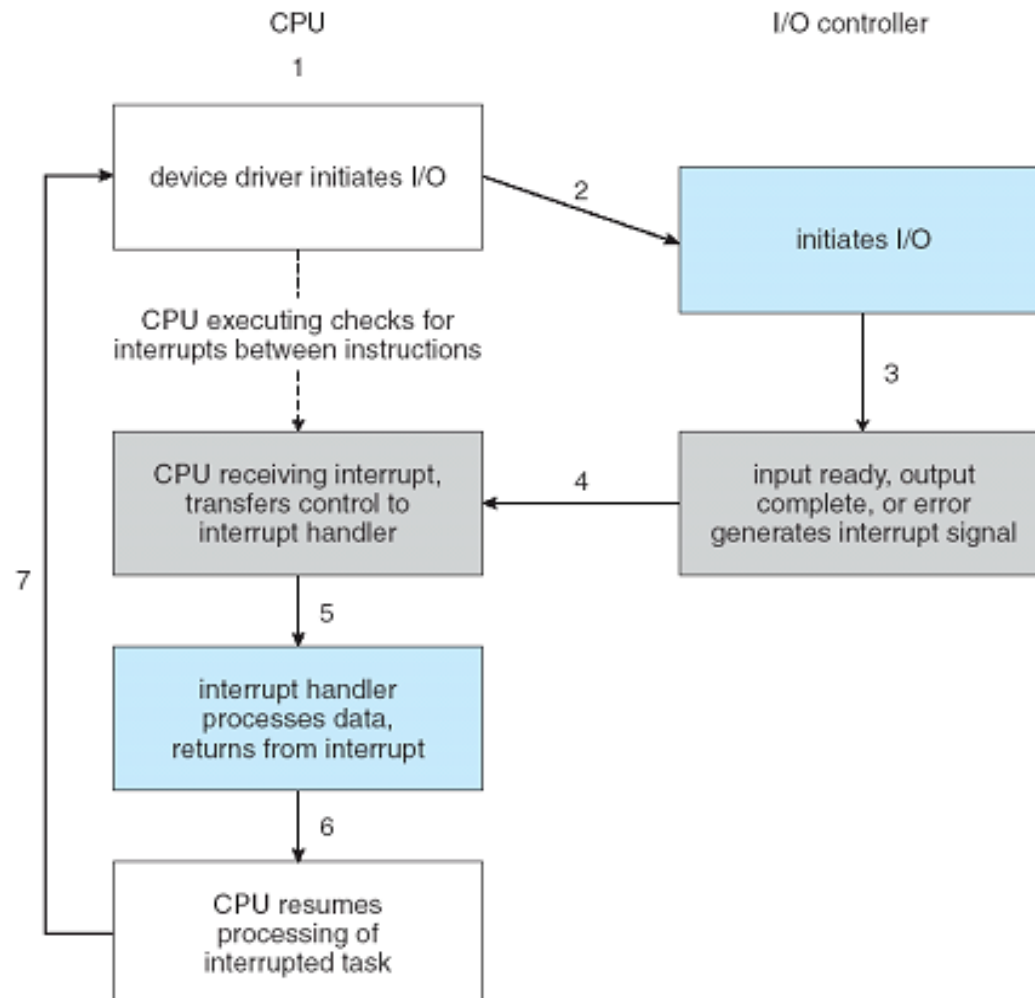 CPU
I/O controller
1
device driver initiates I/O
2
initiates I/O
CPU executing checks for
interrupts between instructions
3
CPU receiving interrupt,
transfers control to
interrupt handler
4
input ready, output
complete, or error
generates interrupt signal
7
5
interrupt handler
processes data,
returns from interrupt
6
CPU resumes
processing of
interrupted task